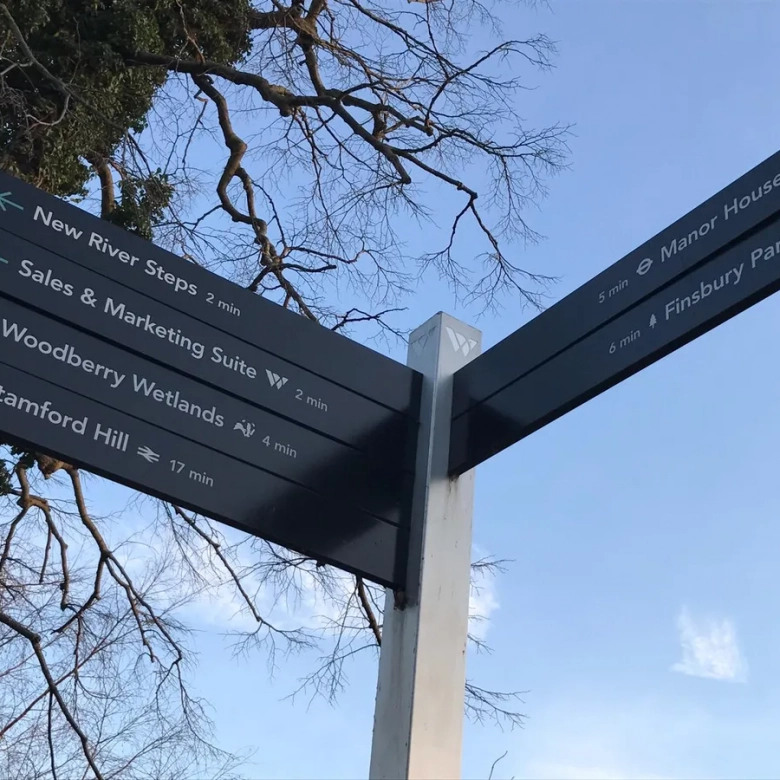 New River Steps 2 min
Sales & Marketing Suite 2 min
Woodberry Wetlands 4 min
tamford Hill 17 min
5 min Manor House
6 min Finsbury Par